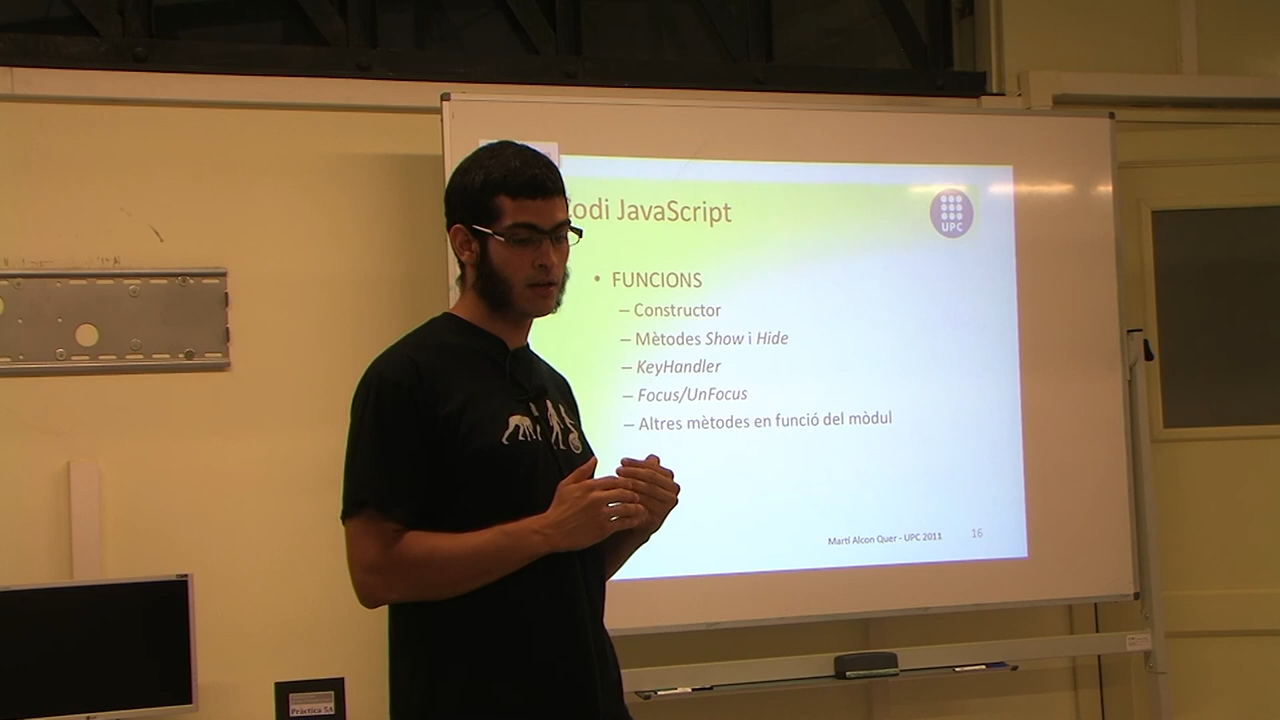 odi JavaScript
UPC
• FUNCIONS
– Constructor
– Mètodes Show i Hide
– KeyHandler
– Focus/UnFocus
– Altres mètodes en funció del mòdul
Martí Alcon Quer - UPC 2011
16
Pràctica 5A